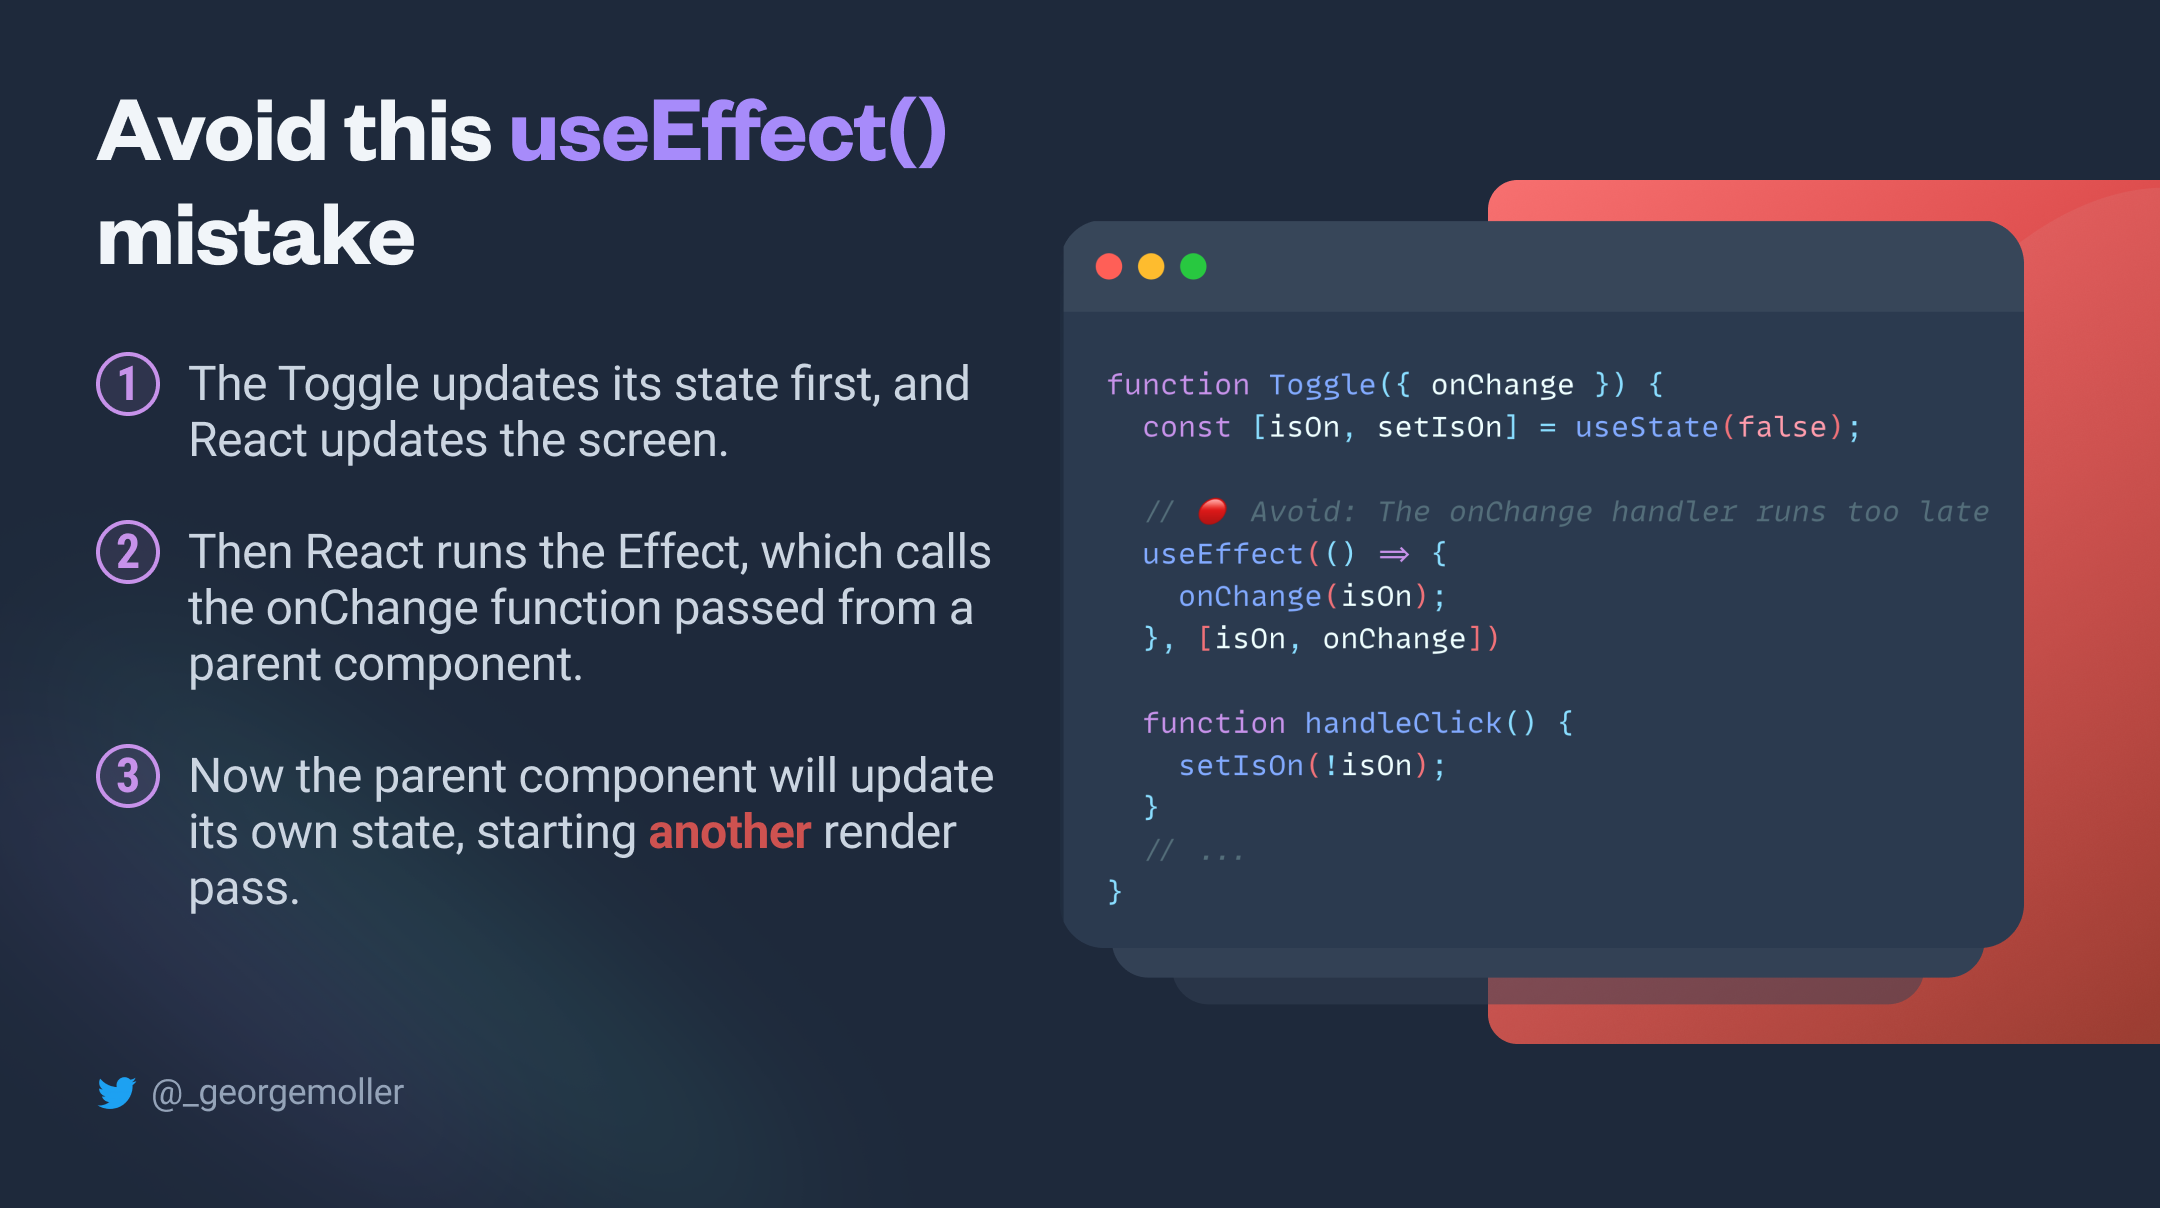 Avoid this useEffect()
mistake
1 The Toggle updates its state first, and
React updates the screen.
2 Then React runs the Effect, which calls
the onChange function passed from a
parent component.
3 Now the parent component will update
its own state, starting another render
pass.
@_georgemoller
function Toggle({ onChange }) {
  const [isOn, setIsOn] = useState(false);
  // 🔴 Avoid: The onChange handler runs too late
  useEffect(() => {
    onChange(isOn);
  }, [isOn, onChange])
  function handleClick() {
    setIsOn(!isOn);
  }
  // ...
}